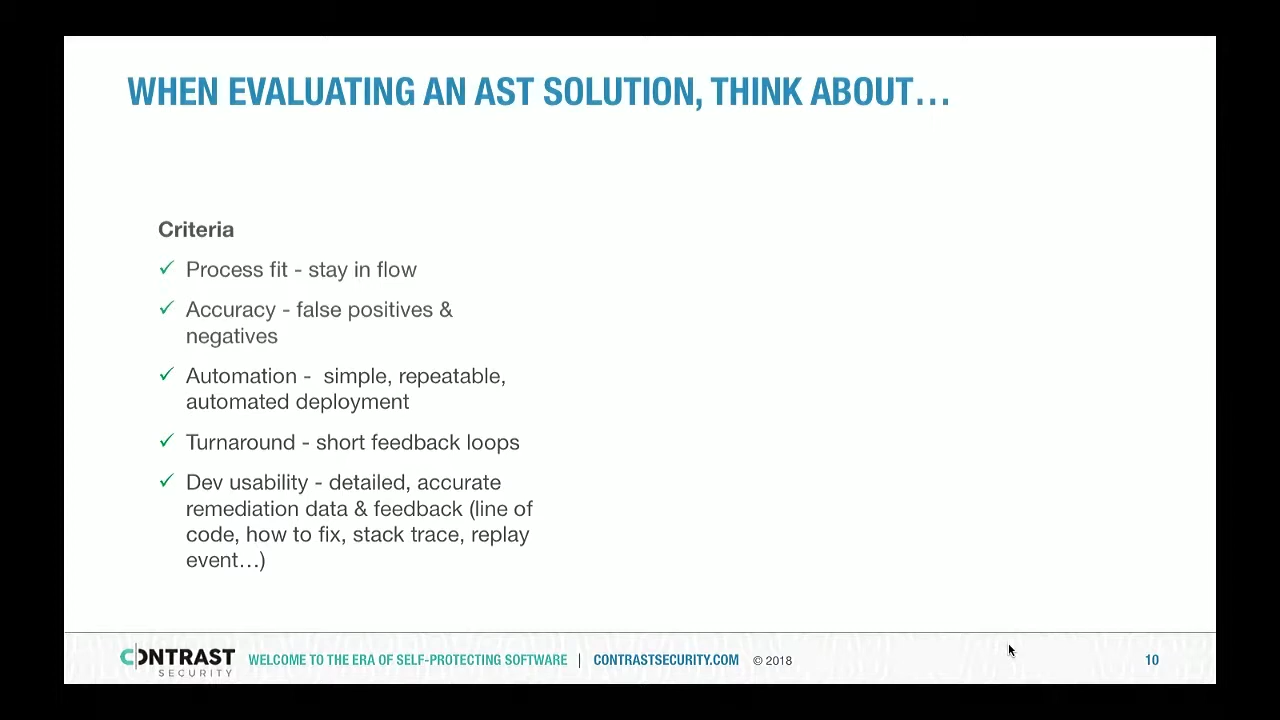 WHEN EVALUATING AN AST SOLUTION, THINK ABOUT...
Criteria
✓ Process fit - stay in flow
✓ Accuracy - false positives &
negatives
✓ Automation -  simple, repeatable,
automated deployment
✓ Turnaround - short feedback loops
✓ Dev usability - detailed, accurate
remediation data & feedback (line of
code, how to fix, stack trace, replay
event...)
CONTRAST
SECURITY
WELCOME TO THE ERA OF SELF-PROTECTING SOFTWARE | CONTRASTSECURITY.COM © 2018
10